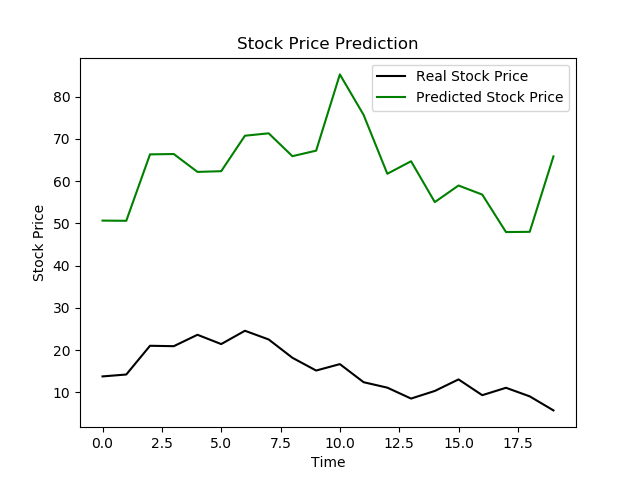 Stock Price Prediction
Real Stock Price
Predicted Stock Price
Stock Price
80
70
60
50
40
30
20
10
0.0 2.5 5.0 7.5 10.0 12.5 15.0 17.5
Time